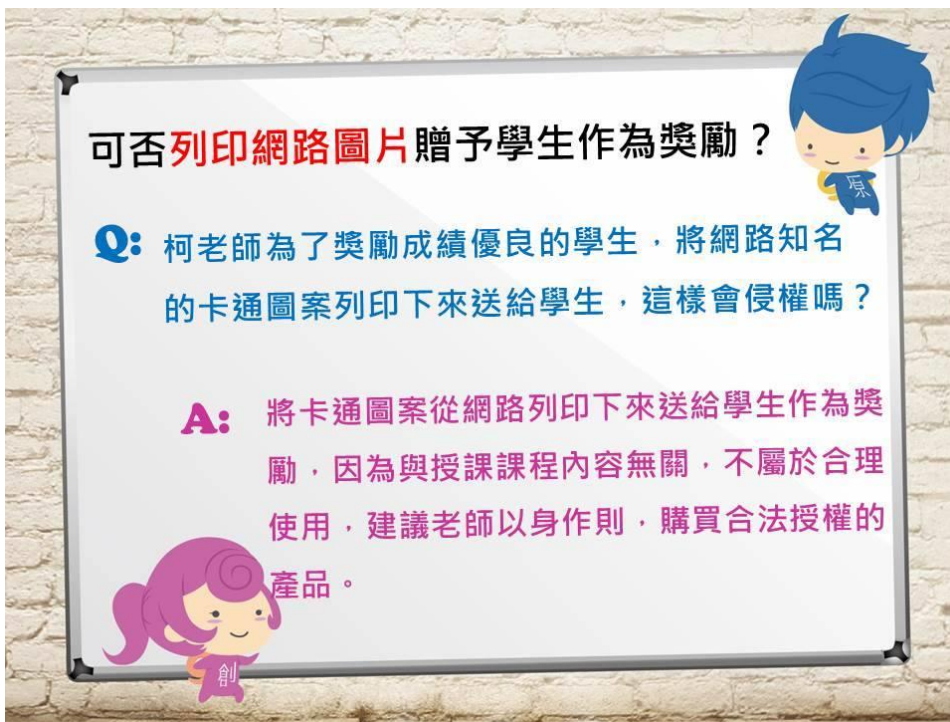 可否列印網路圖片贈予學生作為獎勵？
原
Q: 柯老師為了獎勵成績優良的學生，將網路知名
的卡通圖案列印下來送給學生，這樣會侵權嗎？
A: 將卡通圖案從網路列印下來送給學生作為獎
勵，因為與授課課程內容無關，不屬於合理
使用，建議老師以身作則，購買合法授權的
產品。
創